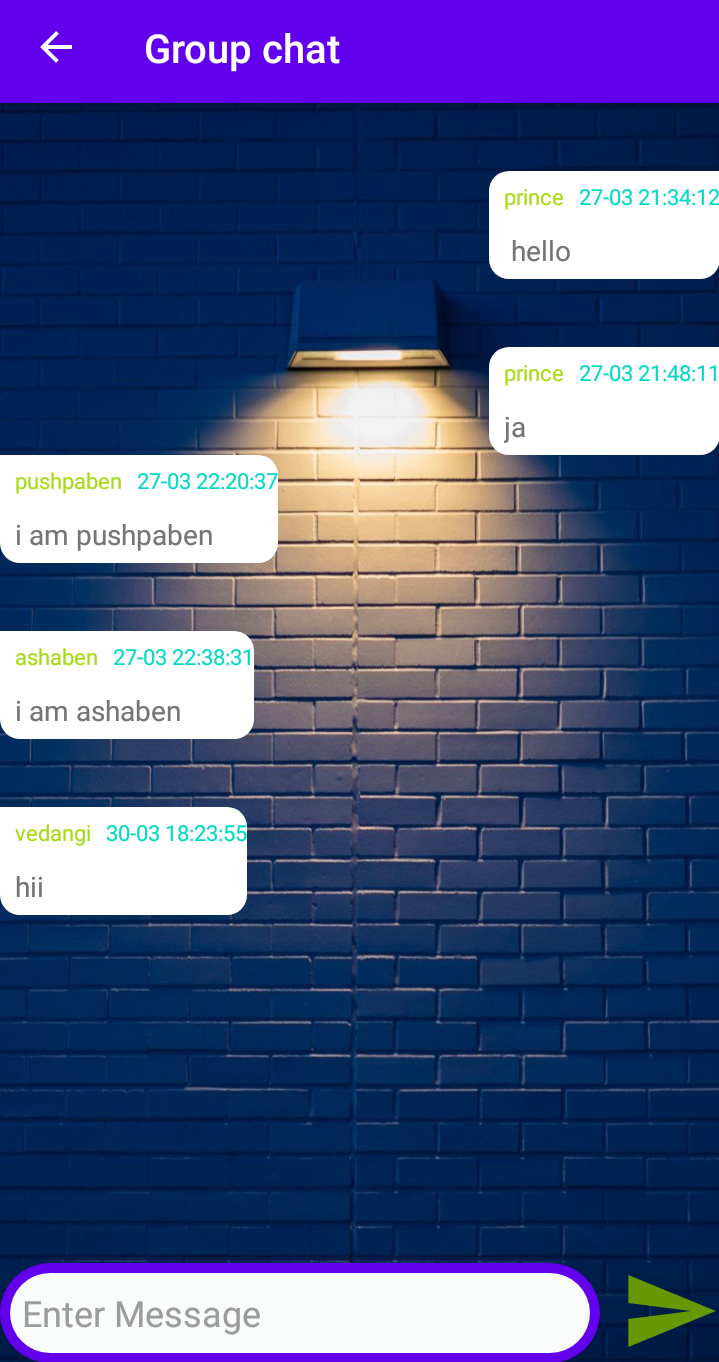 Group chat
prince 27-03 21:34:12
hello
prince 27-03 21:48:11
ja
pushpaben 27-03 22:20:37
i am pushpaben
ashaben 27-03 22:38:31
i am ashaben
vedangi 30-03 18:23:55
hii
Enter Message